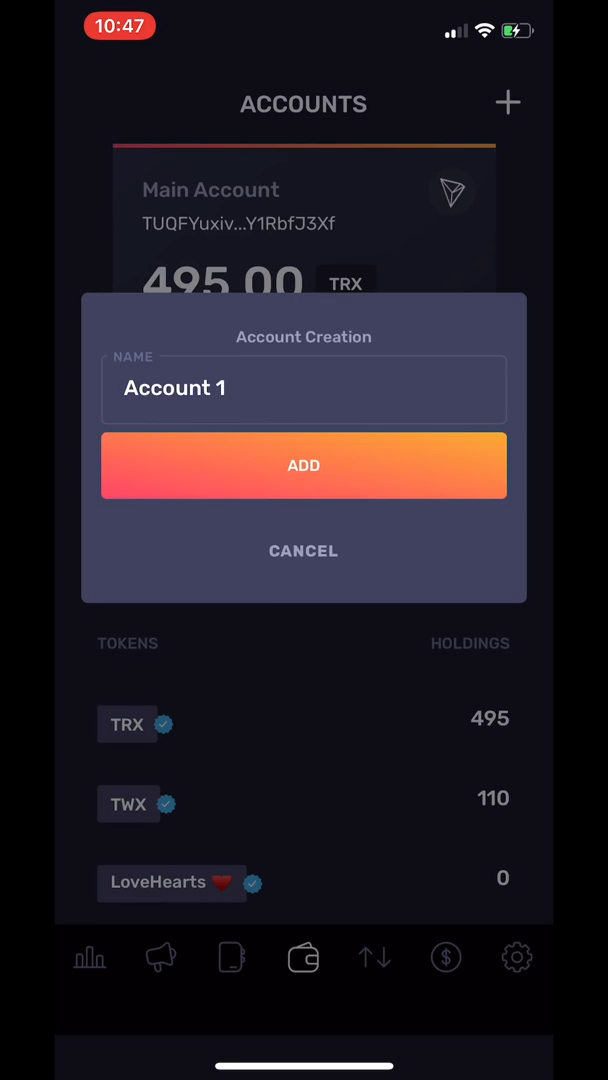 10:47
ACCOUNTS
Main Account
TUQFYuxiv...Y1RbfJ3Xf
495.00 TRX
Account Creation
NAME
Account 1
ADD
CANCEL
TOKENS HOLDINGS
TRX 495
TWX 110
LoveHearts ❤️ 0